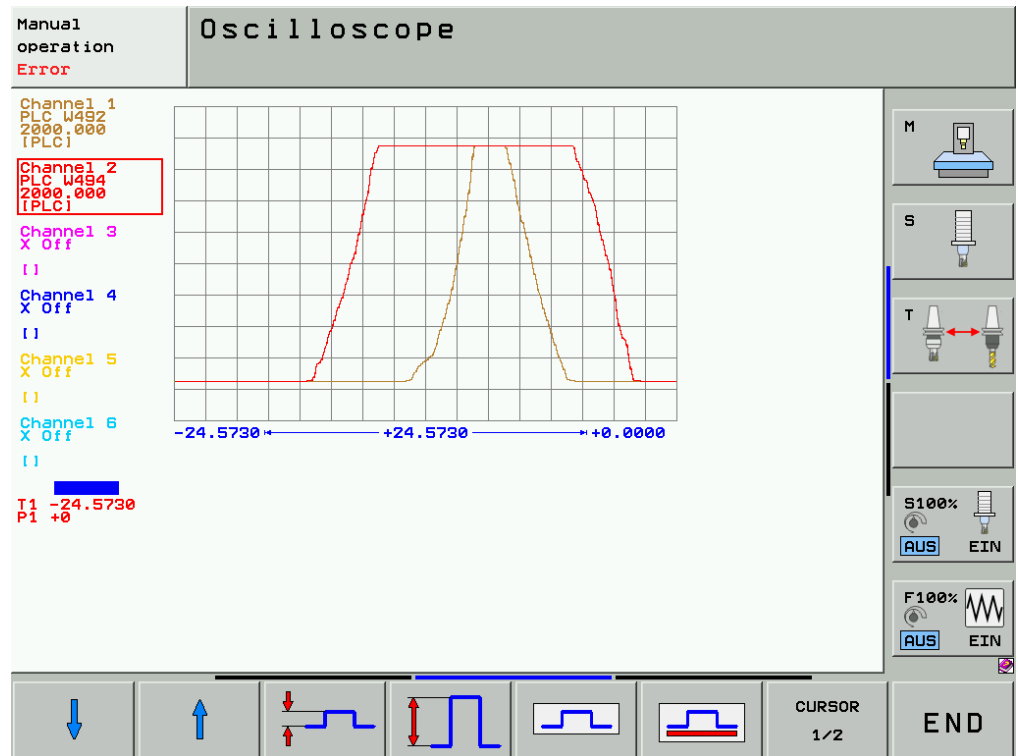 Manual
operation
Error
Oscilloscope
Channel 1
PLC W492
2000.000
[PLC]
Channel 2
PLC W494
2000.000
[PLC]
Channel 3
X Off
[]
Channel 4
X Off
[]
Channel 5
X Off
[]
Channel 6
X Off
[]
T1 -24.5730
P1 +0
-24.5730 +24.5730 +0.0000
M
S
T
S100%
AUS EIN
F100%
AUS EIN
CURSOR
1/2
END